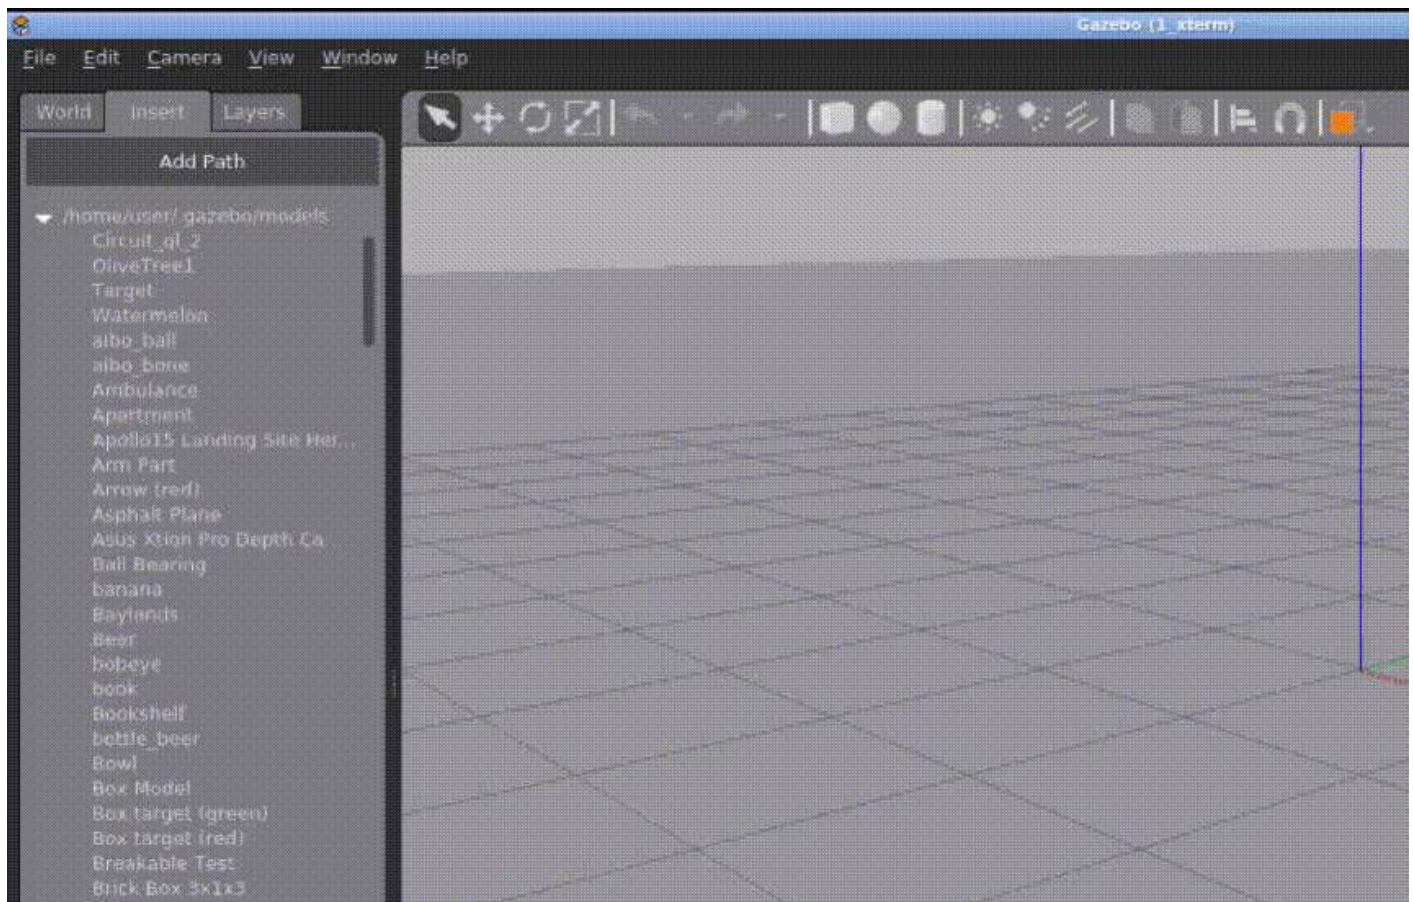 Gazebo (1_xterm)
File Edit Camera View Window Help
World Insert Layers
Add Path
/home/user/.gazebo/models
Circuit_ql_2
OliveTree1
Target
Watermelon
aibo_ball
aibo_bone
Ambulance
Apartment
Apollo15 Landing Site Hei...
Arm Part
Arrow (red)
Asphalt Plane
Asus Xtion Pro Depth Ca...
Ball Bearing
banana
Baylands
Beer
bobeye
book
Bookshelf
bottle_beer
Bowl
Box Model
Box target (green)
Box target (red)
Breakable Test
Brick Box 3x1x3